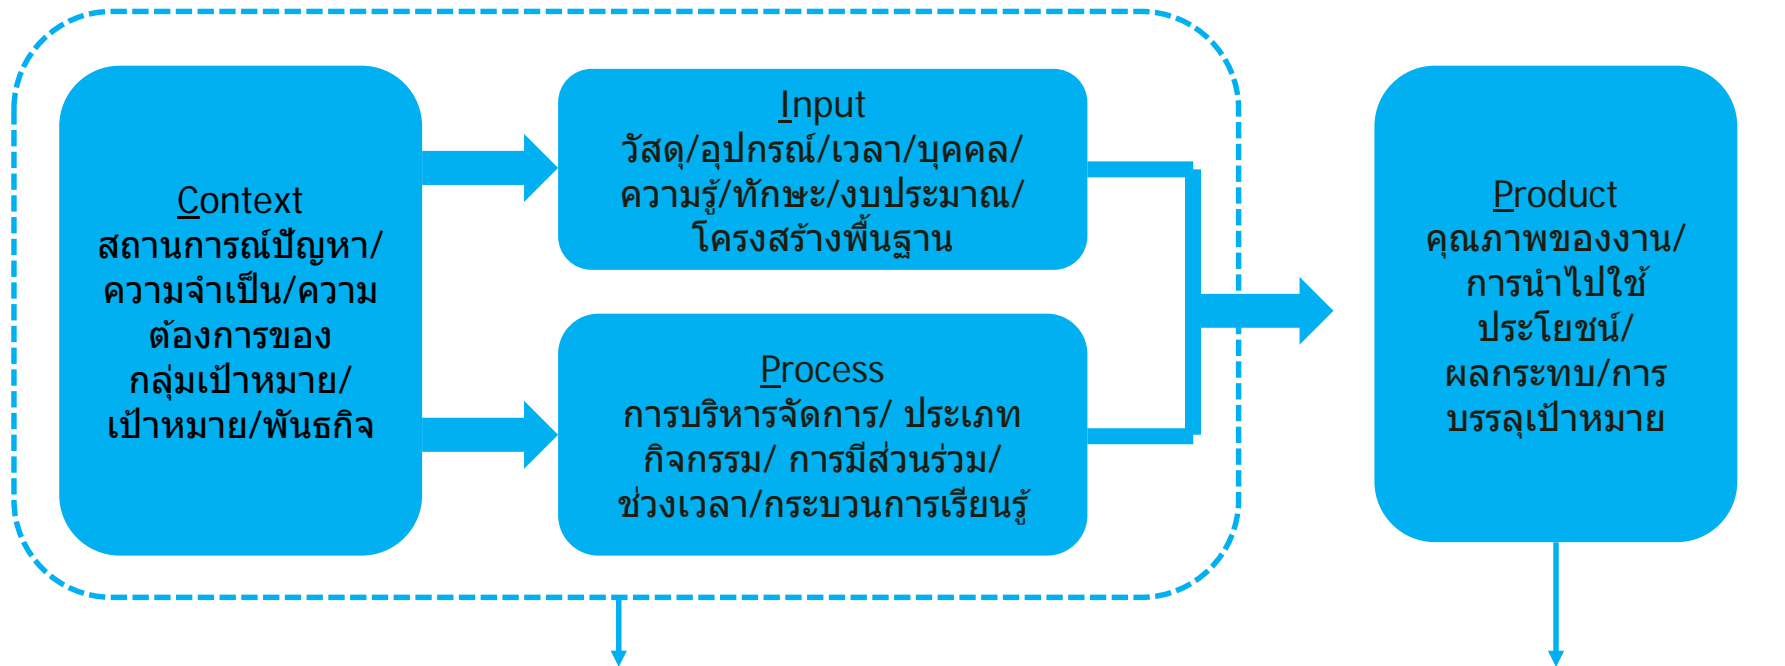 Context
สถานการณ์ปัญหา/
ความจำเป็น/ความ
ต้องการของ
กลุ่มเป้าหมาย/
เป้าหมาย/พันธกิจ
Input
วัสดุ/อุปกรณ์/เวลา/บุคคล/
ความรู้/ทักษะ/งบประมาณ/
โครงสร้างพื้นฐาน
Process
การบริหารจัดการ/ ประเภท
กิจกรรม/ การมีส่วนร่วม/
ช่วงเวลา/กระบวนการเรียนรู้
Product
คุณภาพของงาน/
การนำไปใช้
ประโยชน์/
ผลกระทบ/การ
บรรลุเป้าหมาย